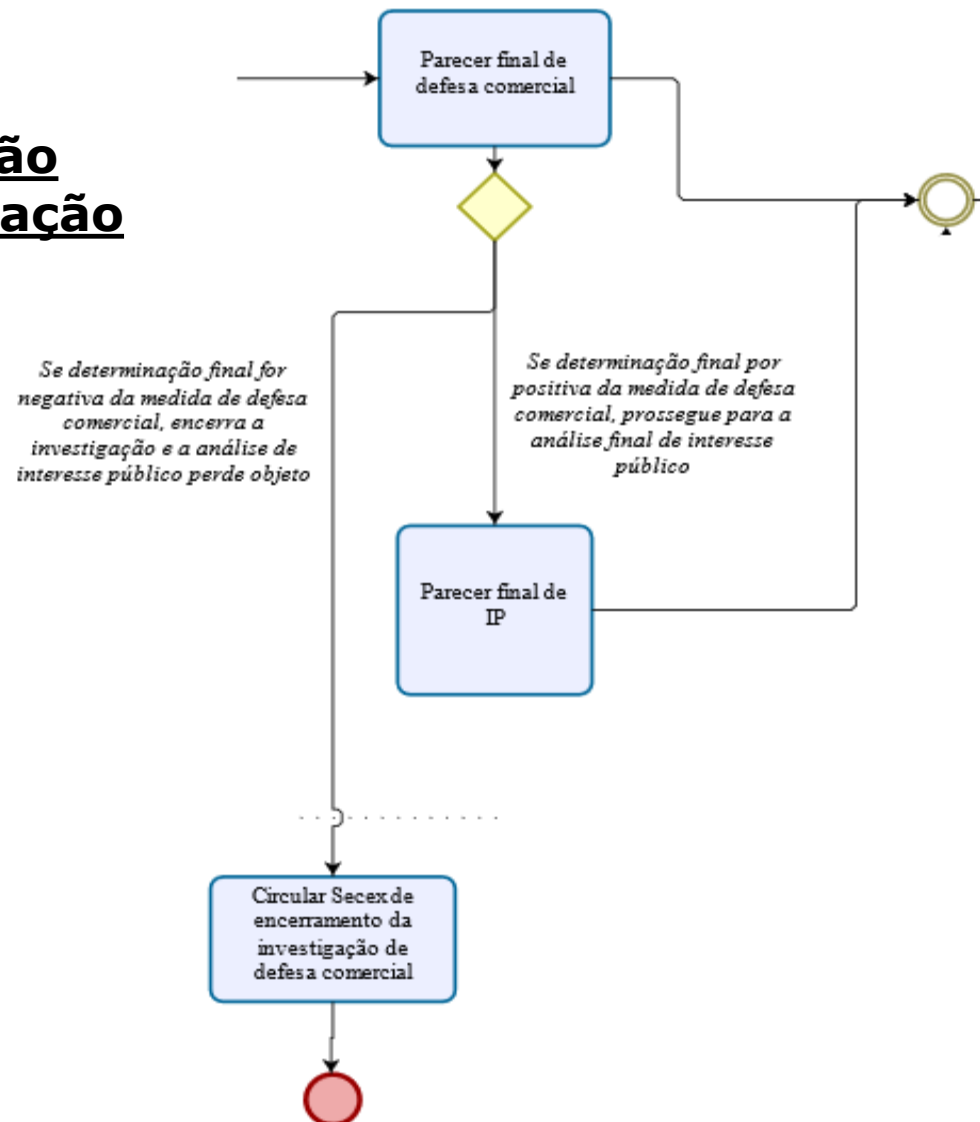 Parecer final de
defesa comercial
ão
ação
Se determinação final for
negativa da medida de defesa
comercial, encerra a
investigação e a análise de
interesse público perde objeto
Se determinação final por
positiva da medida de defesa
comercial, prossegue para a
análise final de interesse
público
Parecer final de
IP
Circular Secex de
encerramento da
investigação de
defesa comercial